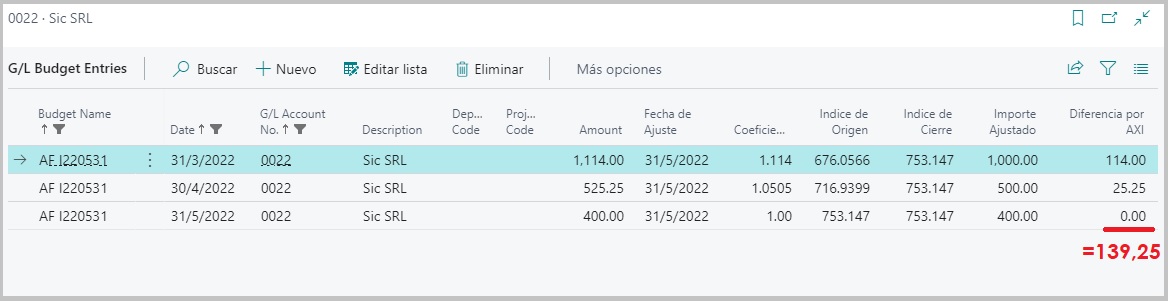 0022 · Sic SRL
G/L Budget Entries Buscar Nuevo Editar lista Eliminar Más opciones
Budget Name Date G/L Account No. Description Dep... Code Proj... Code Amount Fecha de Ajuste Coeficie... Indice de Origen Indice de Cierre Importe Ajustado Diferencia por AXI
AF I220531 31/3/2022 0022 Sic SRL 1,114.00 31/5/2022 1.114 676.0566 753.147 1,000.00 114.00
AF I220531 30/4/2022 0022 Sic SRL 525.25 31/5/2022 1.0505 716.9399 753.147 500.00 25.25
AF I220531 31/5/2022 0022 Sic SRL 400.00 31/5/2022 1.00 753.147 753.147 400.00 0.00
=139,25